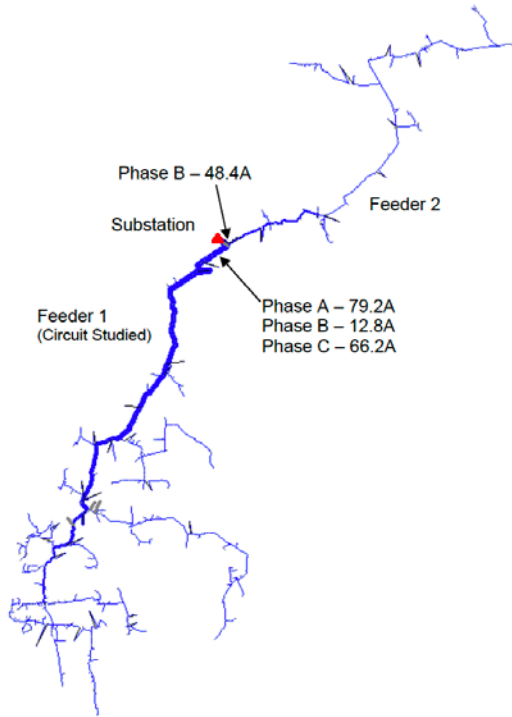 Phase B – 48.4A
Substation
Feeder 2
Phase A – 79.2A
Phase B – 12.8A
Phase C – 66.2A
Feeder 1
(Circuit Studied)